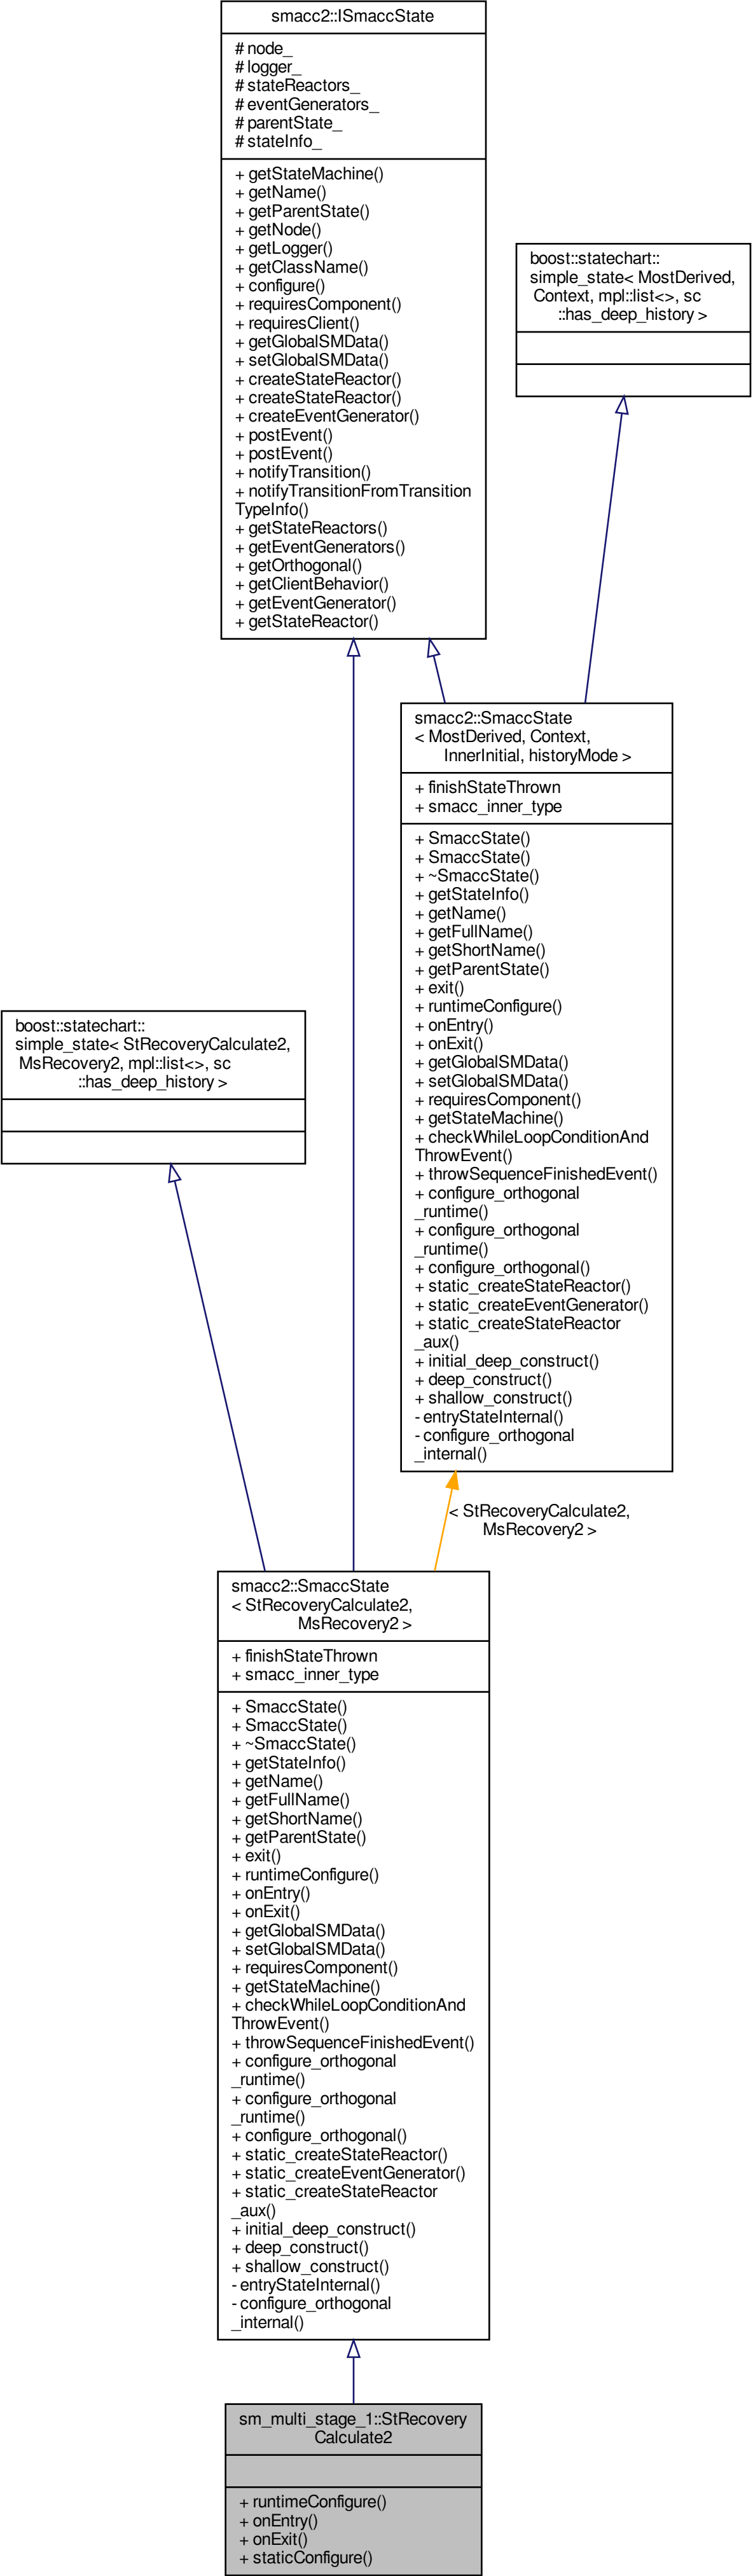 smacc2::ISmaccState
# node_
# logger_
# stateReactors_
# eventGenerators_
# parentState_
# stateInfo_
+ getStateMachine()
+ getName()
+ getParentState()
+ getNode()
+ getLogger()
+ getClassName()
+ configure()
+ requiresComponent()
+ requiresClient()
+ getGlobalSMData()
+ setGlobalSMData()
+ createStateReactor()
+ createStateReactor()
+ createEventGenerator()
+ postEvent()
+ postEvent()
+ notifyTransition()
+ notifyTransitionFromTransition
TypeInfo()
+ getStateReactors()
+ getEventGenerators()
+ getOrthogonal()
+ getClientBehavior()
+ getEventGenerator()
+ getStateReactor()
boost::statechart::
simple_state< MostDerived,
Context, mpl::list<>, sc
::has_deep_history >
smacc2::SmaccState
< MostDerived, Context,
InnerInitial, historyMode >
+ finishStateThrown
+ smacc_inner_type
+ SmaccState()
+ SmaccState()
+ ~SmaccState()
+ getStateInfo()
+ getName()
+ getFullName()
+ getShortName()
+ getParentState()
+ exit()
+ runtimeConfigure()
+ onEntry()
+ onExit()
+ getGlobalSMData()
+ setGlobalSMData()
+ requiresComponent()
+ getStateMachine()
+ checkWhileLoopConditionAnd
ThrowEvent()
+ throwSequenceFinishedEvent()
+ configure_orthogonal
_runtime()
+ configure_orthogonal
_runtime()
+ configure_orthogonal()
+ static_createStateReactor()
+ static_createEventGenerator()
+ static_createStateReactor
_aux()
+ initial_deep_construct()
+ deep_construct()
+ shallow_construct()
- entryStateInternal()
- configure_orthogonal
_internal()
boost::statechart::
simple_state< StRecoveryCalculate2,
MsRecovery2, mpl::list<>, sc
::has_deep_history >
< StRecoveryCalculate2,
MsRecovery2 >
smacc2::SmaccState
< StRecoveryCalculate2,
MsRecovery2 >
+ finishStateThrown
+ smacc_inner_type
+ SmaccState()
+ SmaccState()
+ ~SmaccState()
+ getStateInfo()
+ getName()
+ getFullName()
+ getShortName()
+ getParentState()
+ exit()
+ runtimeConfigure()
+ onEntry()
+ onExit()
+ getGlobalSMData()
+ setGlobalSMData()
+ requiresComponent()
+ getStateMachine()
+ checkWhileLoopConditionAnd
ThrowEvent()
+ throwSequenceFinishedEvent()
+ configure_orthogonal
_runtime()
+ configure_orthogonal
_runtime()
+ configure_orthogonal()
+ static_createStateReactor()
+ static_createEventGenerator()
+ static_createStateReactor
_aux()
+ initial_deep_construct()
+ deep_construct()
+ shallow_construct()
- entryStateInternal()
- configure_orthogonal
_internal()
sm_multi_stage_1::StRecovery
Calculate2
+ runtimeConfigure()
+ onEntry()
+ onExit()
+ staticConfigure()